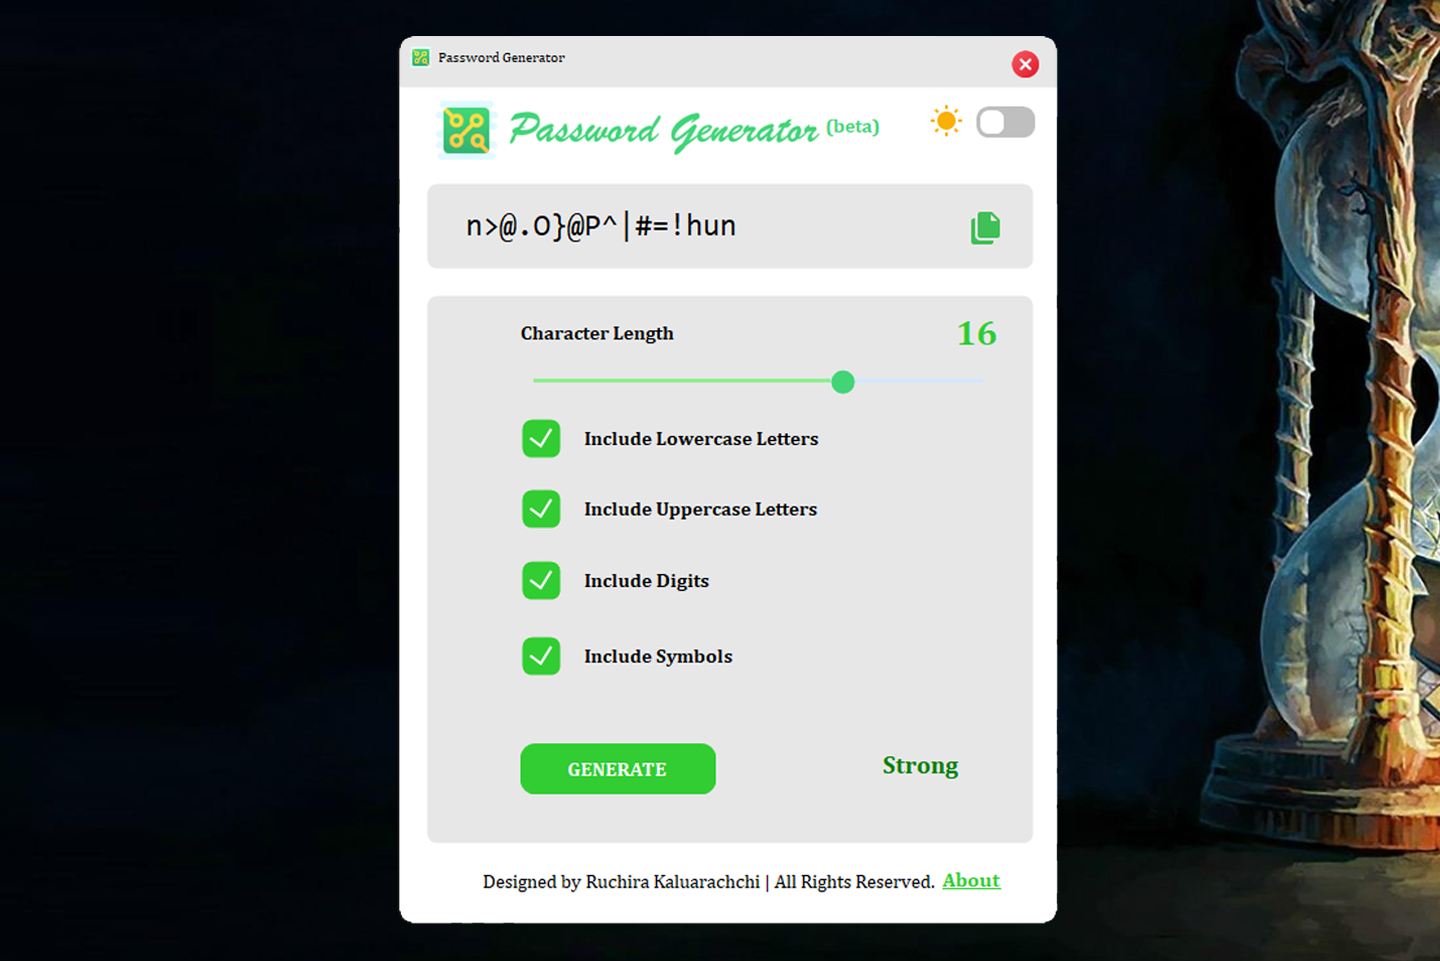 Password Generator
Password Generator (beta)
n>@.O}@P^|#=!hun
Character Length 16
Include Lowercase Letters
Include Uppercase Letters
Include Digits
Include Symbols
GENERATE Strong
Designed by Ruchira Kaluarachchi | All Rights Reserved. About